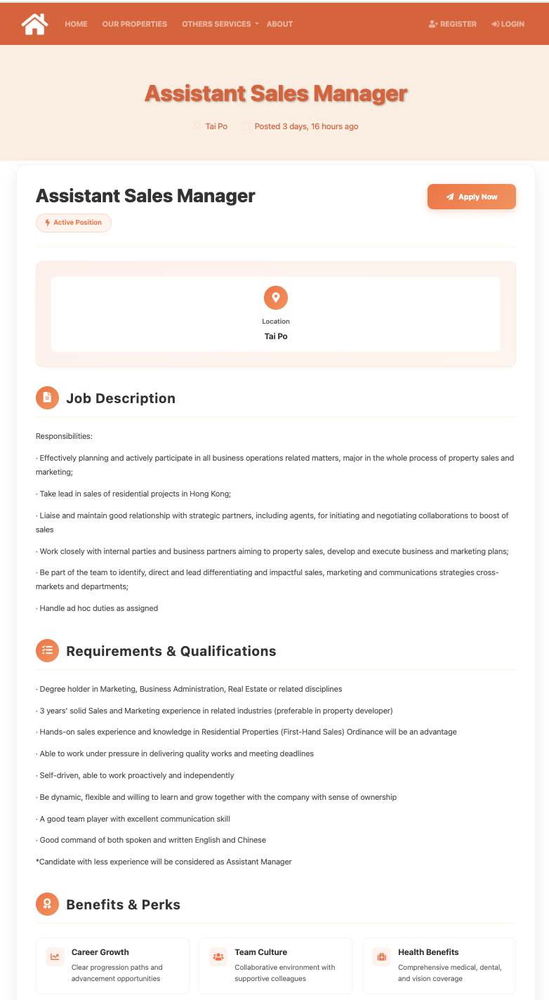 HOME OUR PROPERTIES OTHERS SERVICES ABOUT REGISTER LOGIN
Assistant Sales Manager
Tai Po Posted 3 days, 16 hours ago
Assistant Sales Manager
Apply Now
Active Position
Location
Tai Po
Job Description
Responsibilities:
· Effectively planning and actively participate in all business operations related matters, major in the whole process of property sales and
marketing;
· Take lead in sales of residential projects in Hong Kong;
· Liaise and maintain good relationship with strategic partners, including agents, for initiating and negotiating collaborations to boost of
sales
· Work closely with internal parties and business partners aiming to property sales, develop and execute business and marketing plans;
· Be part of the team to identify, direct and lead differentiating and impactful sales, marketing and communications strategies cross-
markets and departments;
· Handle ad hoc duties as assigned
Requirements & Qualifications
· Degree holder in Marketing, Business Administration, Real Estate or related disciplines
· 3 years’ solid Sales and Marketing experience in related industries (preferable in property developer)
· Hands-on sales experience and knowledge in Residential Properties (First-Hand Sales) Ordinance will be an advantage
· Able to work under pressure in delivering quality works and meeting deadlines
· Self-driven, able to work proactively and independently
· Be dynamic, flexible and willing to learn and grow together with the company with sense of ownership
· A good team player with excellent communication skill
· Good command of both spoken and written English and Chinese
*Candidate with less experience will be considered as Assistant Manager
Benefits & Perks
Career Growth
Clear progression paths and
advancement opportunities
Team Culture
Collaborative environment with
supportive colleagues
Health Benefits
Comprehensive medical, dental,
and vision coverage